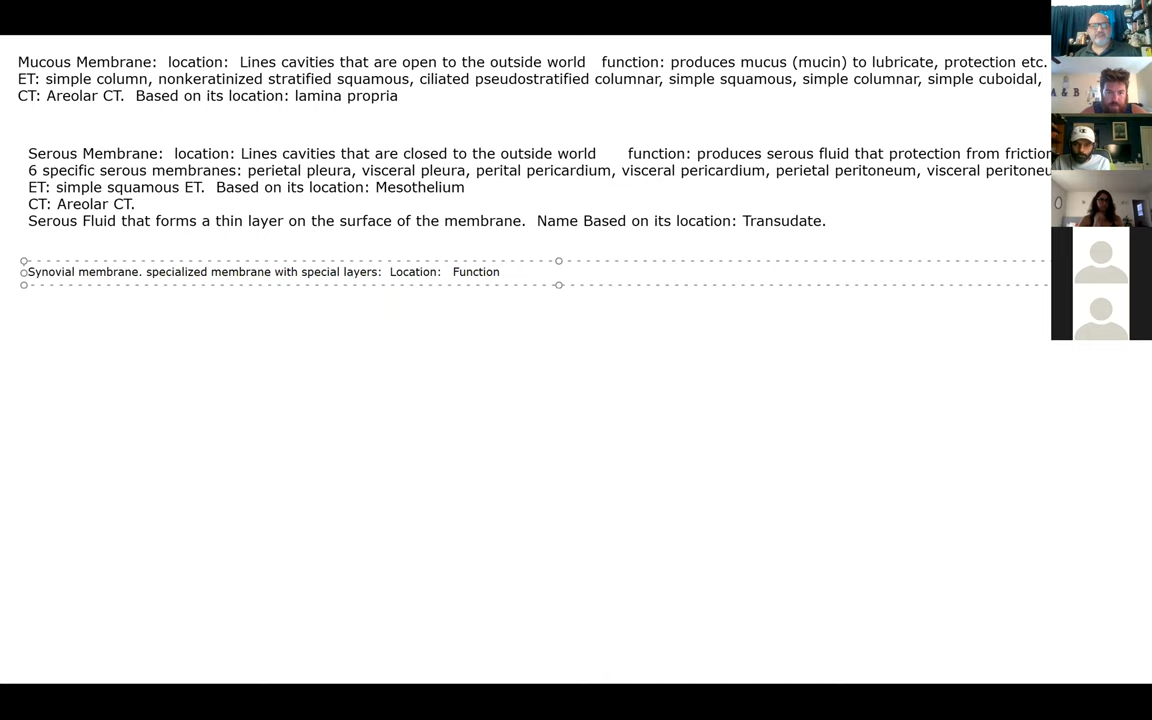 Mucous Membrane: location: Lines cavities that are open to the outside world function: produces mucus (mucin) to lubricate, protection etc.
ET: simple column, nonkeratinized stratified squamous, ciliated pseudostratified columnar, simple squamous, simple columnar, simple cuboidal,
CT: Areolar CT. Based on its location: lamina propria
Serous Membrane: location: Lines cavities that are closed to the outside world function: produces serous fluid that protection from friction
6 specific serous membranes: perietal pleura, visceral pleura, perital pericardium, visceral pericardium, perietal peritoneum, visceral
ET: simple squamous ET. Based on its location: Mesothelium
CT: Areolar CT.
Serous Fluid that forms a thin layer on the surface of the membrane. Name Based on its location: Transudate.
Synovial membrane. specialized membrane with special layers: Location: Function
A & B